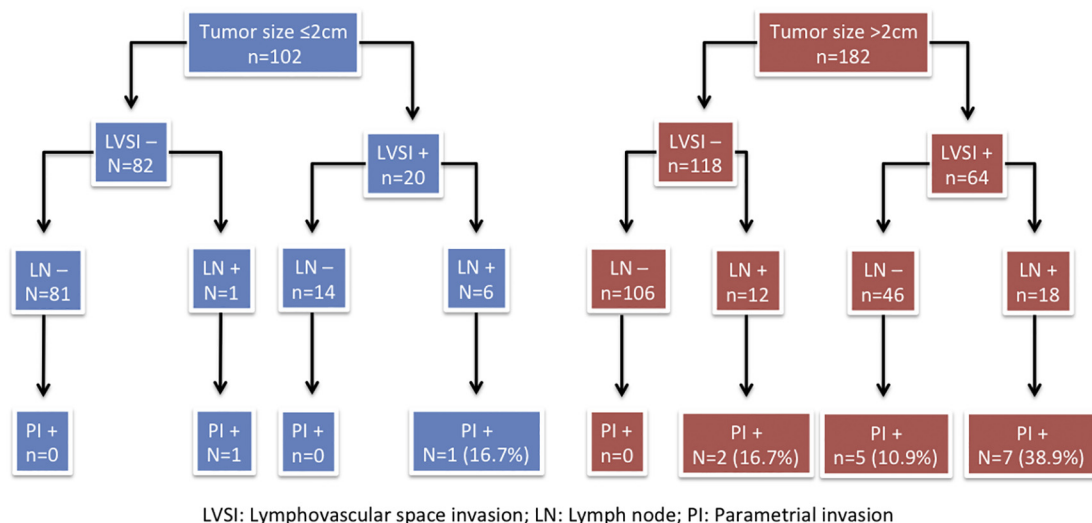 Tumor size ≤2cm
n=102
Tumor size >2cm
n=182
LVSI –
N=82
LVSI +
n=20
LVSI –
n=118
LVSI +
n=64
LN –
N=81
LN +
N=1
LN –
n=14
LN +
N=6
LN –
n=106
LN +
n=12
LN –
n=46
LN +
n=18
PI +
n=0
PI +
N=1
PI +
n=0
PI +
N=1 (16.7%)
PI +
n=0
PI +
N=2 (16.7%)
PI +
n=5 (10.9%)
PI +
N=7 (38.9%)
LVSI: Lymphovascular space invasion; LN: Lymph node; PI: Parametrial invasion